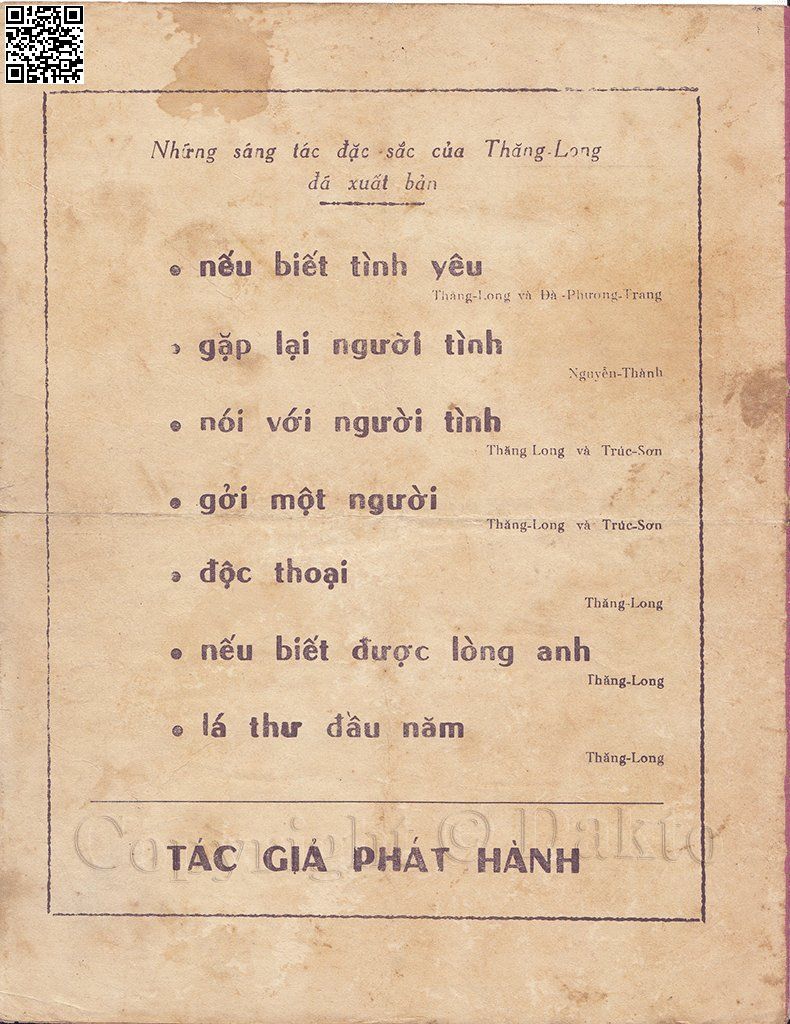 Những sáng tác đặc sắc của Thăng-Long
đã xuất bản
nếu biết tình yêu
Thăng-Long và Đà-Phượng-Trang
gặp lại người tình
Nguyễn-Thành
nói với người tình
Thăng Long và Trúc-Sơn
gởi một người
Thăng-Long và Trúc-Sơn
độc thoại
Thăng-Long
nếu biết được lòng anh
Thăng-Long
lá thư đầu năm
Thăng-Long
Copyright © Dakto
TÁC GIẢ PHÁT HÀNH